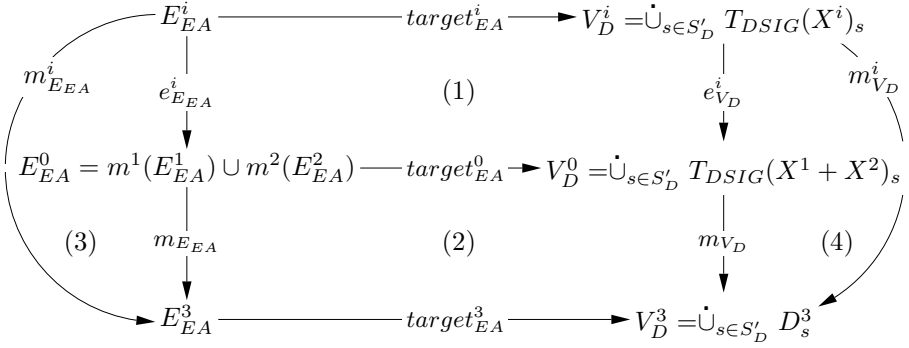 E^i_{EA} target^i_{EA} V^i_D = ∪̇_{s∈S'_D} T_{DSIG}(X^i)_s
m^i_{E_{EA}} e^i_{E_{EA}} (1) e^i_{V_D} m^i_{V_D}
E^0_{EA} = m^1(E^1_{EA}) ∪ m^2(E^2_{EA}) target^0_{EA} V^0_D = ∪̇_{s∈S'_D} T_{DSIG}(X^1 + X^2)_s
(3) m_{E_{EA}} (2) m_{V_D} (4)
E^3_{EA} target^3_{EA} V^3_D = ∪̇_{s∈S'_D} D^3_s